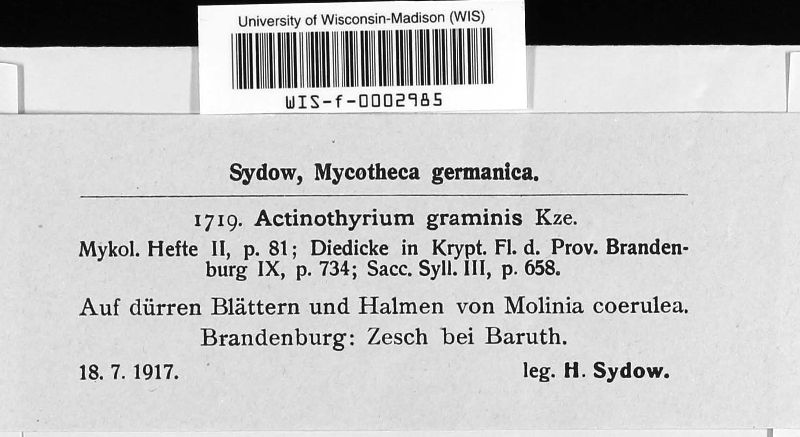 University of Wisconsin-Madison (WIS)
WIS-f-0002985
Sydow, Mycotheca germanica.
1719. Actinothyrium graminis Kze.
Mykol. Hefte II, p. 81; Diedicke in Krypt. Fl. d. Prov. Branden-
burg IX, p. 734; Sacc. Syll. III, p. 658.
Auf dürren Blättern und Halmen von Molinia coerulea.
Brandenburg: Zesch bei Baruth.
18. 7. 1917. leg. H. Sydow.